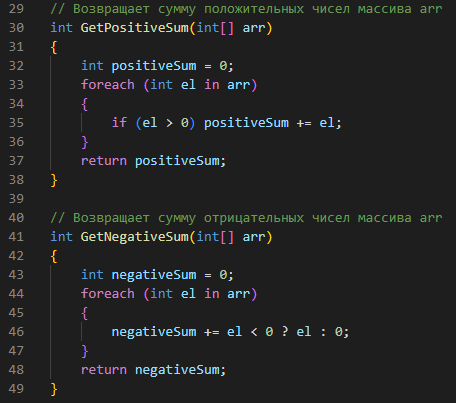 29 // Возвращает сумму положительных чисел массива arr
30 int GetPositiveSum(int[] arr)
31 {
32     int positiveSum = 0;
33     foreach (int el in arr)
34     {
35         if (el > 0) positiveSum += el;
36     }
37     return positiveSum;
38 }
39
40 // Возвращает сумму отрицательных чисел массива arr
41 int GetNegativeSum(int[] arr)
42 {
43     int negativeSum = 0;
44     foreach (int el in arr)
45     {
46         negativeSum += el < 0 ? el : 0;
47     }
48     return negativeSum;
49 }